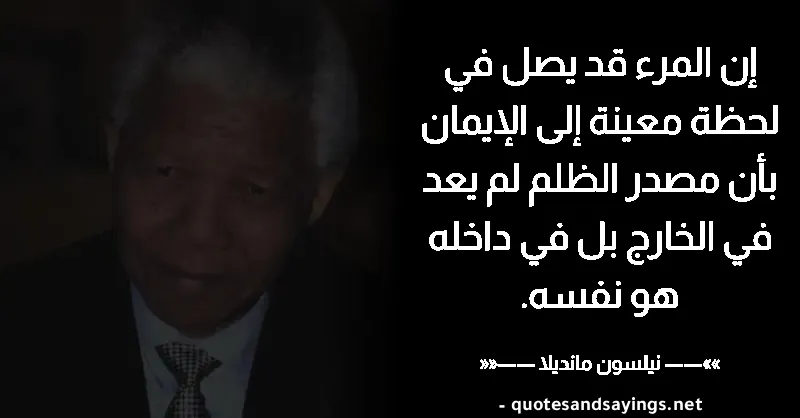 إن المرء قد يصل في
لحظة معينة إلى الإيمان
بأن مصدر الظلم لم يعد
في الخارج بل في داخله
هو نفسه.
»»—— نيلسون مانديلا ——««
- quotesandsayings.net